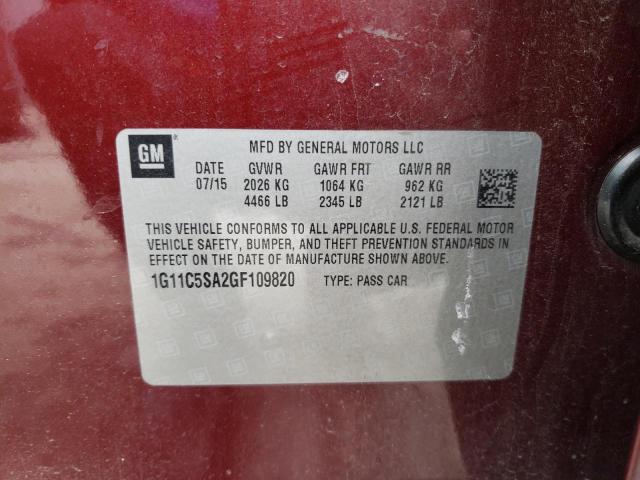 GM
MFD BY GENERAL MOTORS LLC
DATE GVWR GAWR FRT GAWR RR
07/15 2026 KG 1064 KG 962 KG
4466 LB 2345 LB 2121 LB
THIS VEHICLE CONFORMS TO ALL APPLICABLE U.S. FEDERAL MOTOR
VEHICLE SAFETY, BUMPER, AND THEFT PREVENTION STANDARDS IN
EFFECT ON THE DATE OF MANUFACTURE SHOWN ABOVE.
1G11C5SA2GF109820 TYPE: PASS CAR